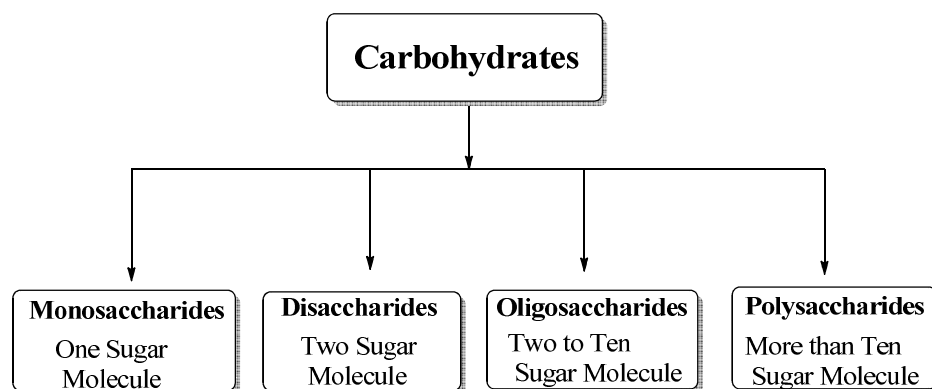 Carbohydrates
Monosaccharides
One Sugar
Molecule
Disaccharides
Two Sugar
Molecule
Oligosaccharides
Two to Ten
Sugar Molecule
Polysaccharides
More than Ten
Sugar Molecule